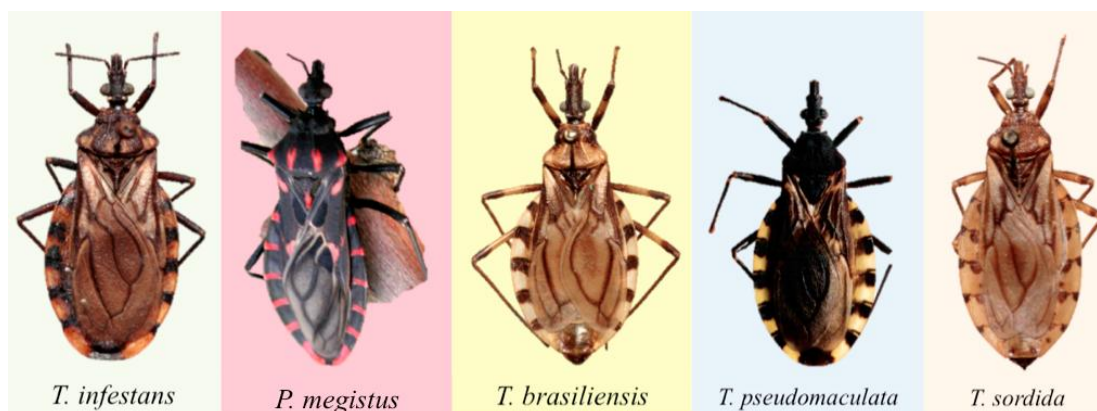 T. infestans
P. megistus
T. brasiliensis
T. pseudomaculata
T. sordida